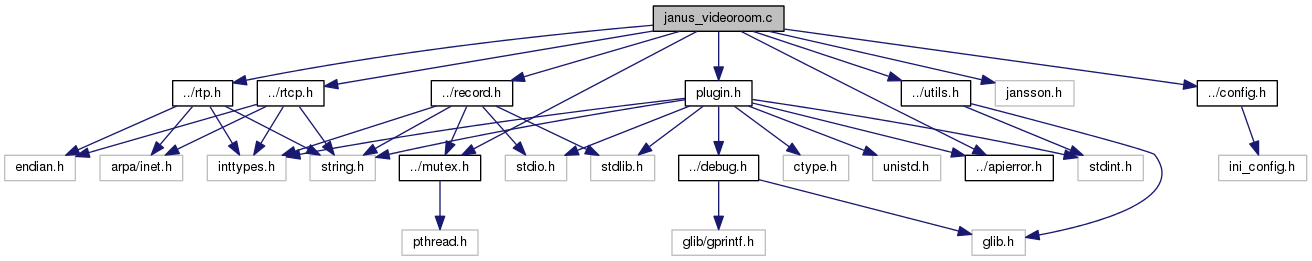 janus_videoroom.c
../rtp.h
../rtcp.h
../record.h
plugin.h
../utils.h
jansson.h
../config.h
endian.h
arpa/inet.h
inttypes.h
string.h
../mutex.h
stdio.h
stdlib.h
../debug.h
ctype.h
unistd.h
../apierror.h
stdint.h
ini_config.h
pthread.h
glib/gprintf.h
glib.h